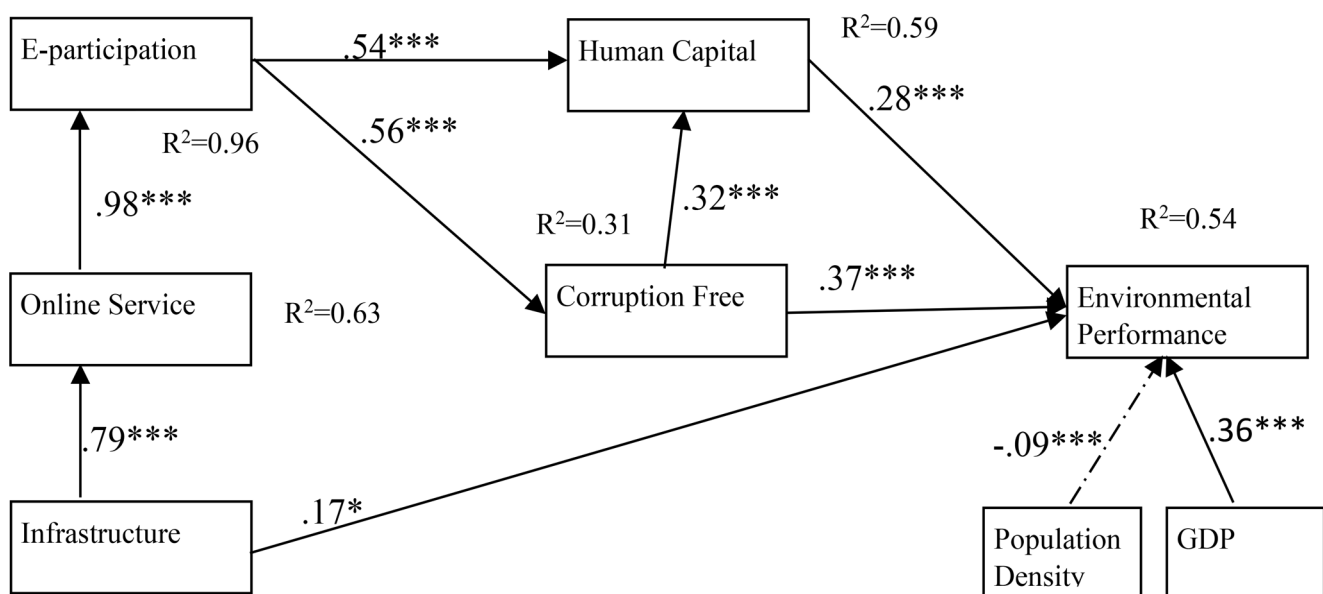 E-participation
.54***
Human Capital
R²=0.59
.28***
.56***
R²=0.96
.98***
R²=0.31
.32***
R²=0.54
Online Service
R²=0.63
Corruption Free
.37***
Environmental
Performance
.79***
-.09***
.36***
Infrastructure
.17*
Population
Density
GDP